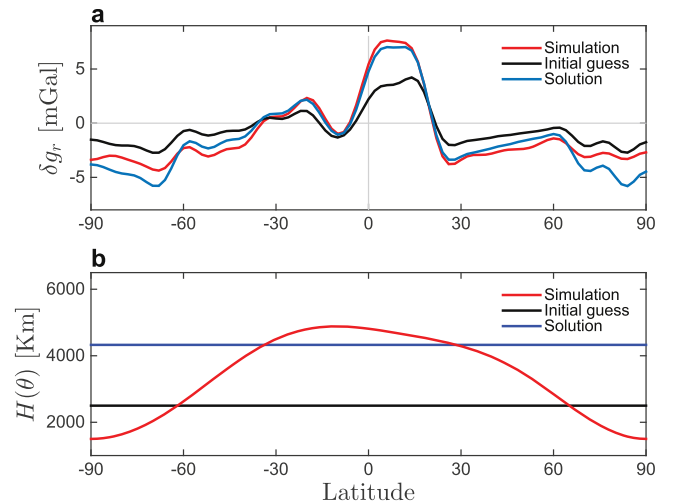 a
Simulation
Initial guess
Solution
δgᵣ [mGal]
5
0
-5
-90 -60 -30 0 30 60 90
b
Simulation
Initial guess
Solution
H(θ) [Km]
6000
4000
2000
-90 -60 -30 0 30 60 90
Latitude